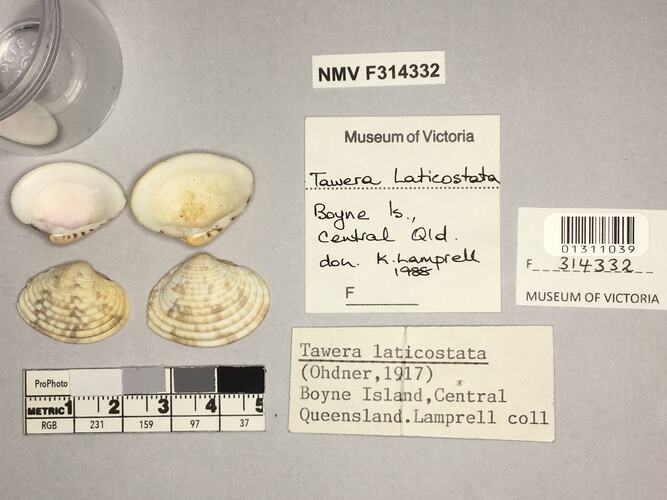 NMV F314332
Museum of Victoria
Tawera Laticostata
Boyne Is.,
Central Qld.
don. K. Lamprell
1988
F
01311039
F 314332
MUSEUM OF VICTORIA
Tawera laticostata
(Ohdner,1917)
Boyne Island,Central
Queensland.Lamprell coll
ProPhoto
METRIC 1 2 3 4 5
RGB 231 159 97 37